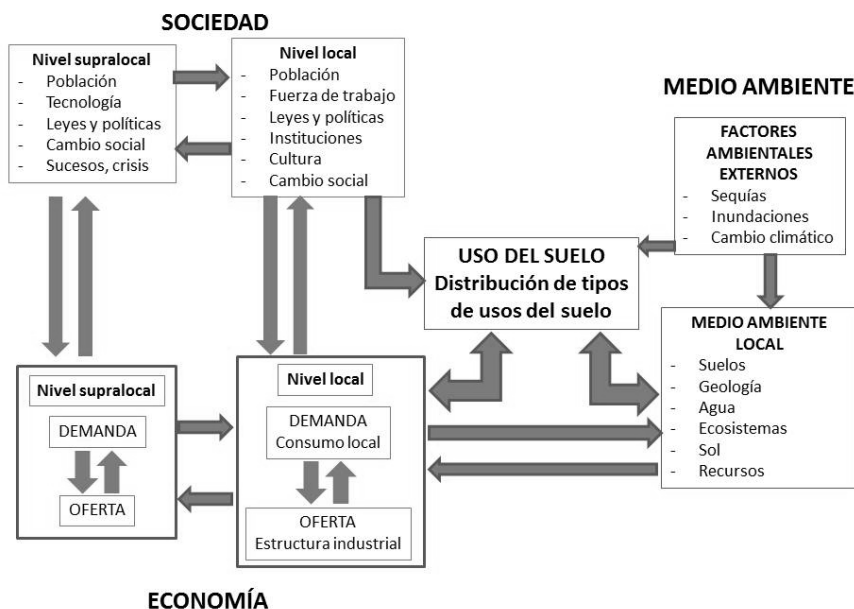 SOCIEDAD
Nivel supralocal
- Población
- Tecnología
- Leyes y políticas
- Cambio social
- Sucesos, crisis
Nivel local
- Población
- Fuerza de trabajo
- Leyes y políticas
- Instituciones
- Cultura
- Cambio social
MEDIO AMBIENTE
FACTORES
AMBIENTALES
EXTERNOS
- Sequías
- Inundaciones
- Cambio climático
USO DEL SUELO
Distribución de tipos
de usos del suelo
MEDIO AMBIENTE
LOCAL
- Suelos
- Geología
- Agua
- Ecosistemas
- Sol
- Recursos
Nivel supralocal
DEMANDA
OFERTA
Nivel local
DEMANDA
Consumo local
OFERTA
Estructura industrial
ECONOMÍA